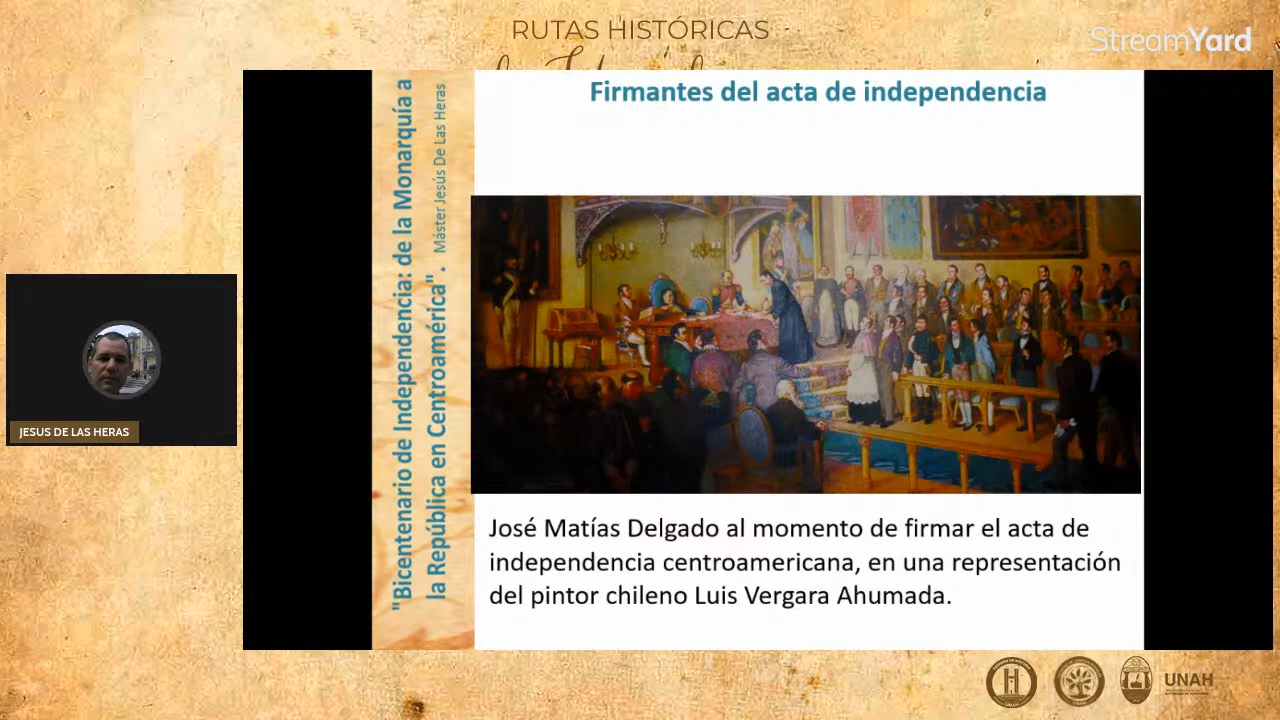 RUTAS HISTÓRICAS
StreamYard
Firmantes del acta de independencia
"Bicentenario de Independencia: de la Monarquía a
la República en Centroamérica". Máster Jesús De Las Heras
JESUS DE LAS HERAS
José Matías Delgado al momento de firmar el acta de
independencia centroamericana, en una representación
del pintor chileno Luis Vergara Ahumada.
UNAH